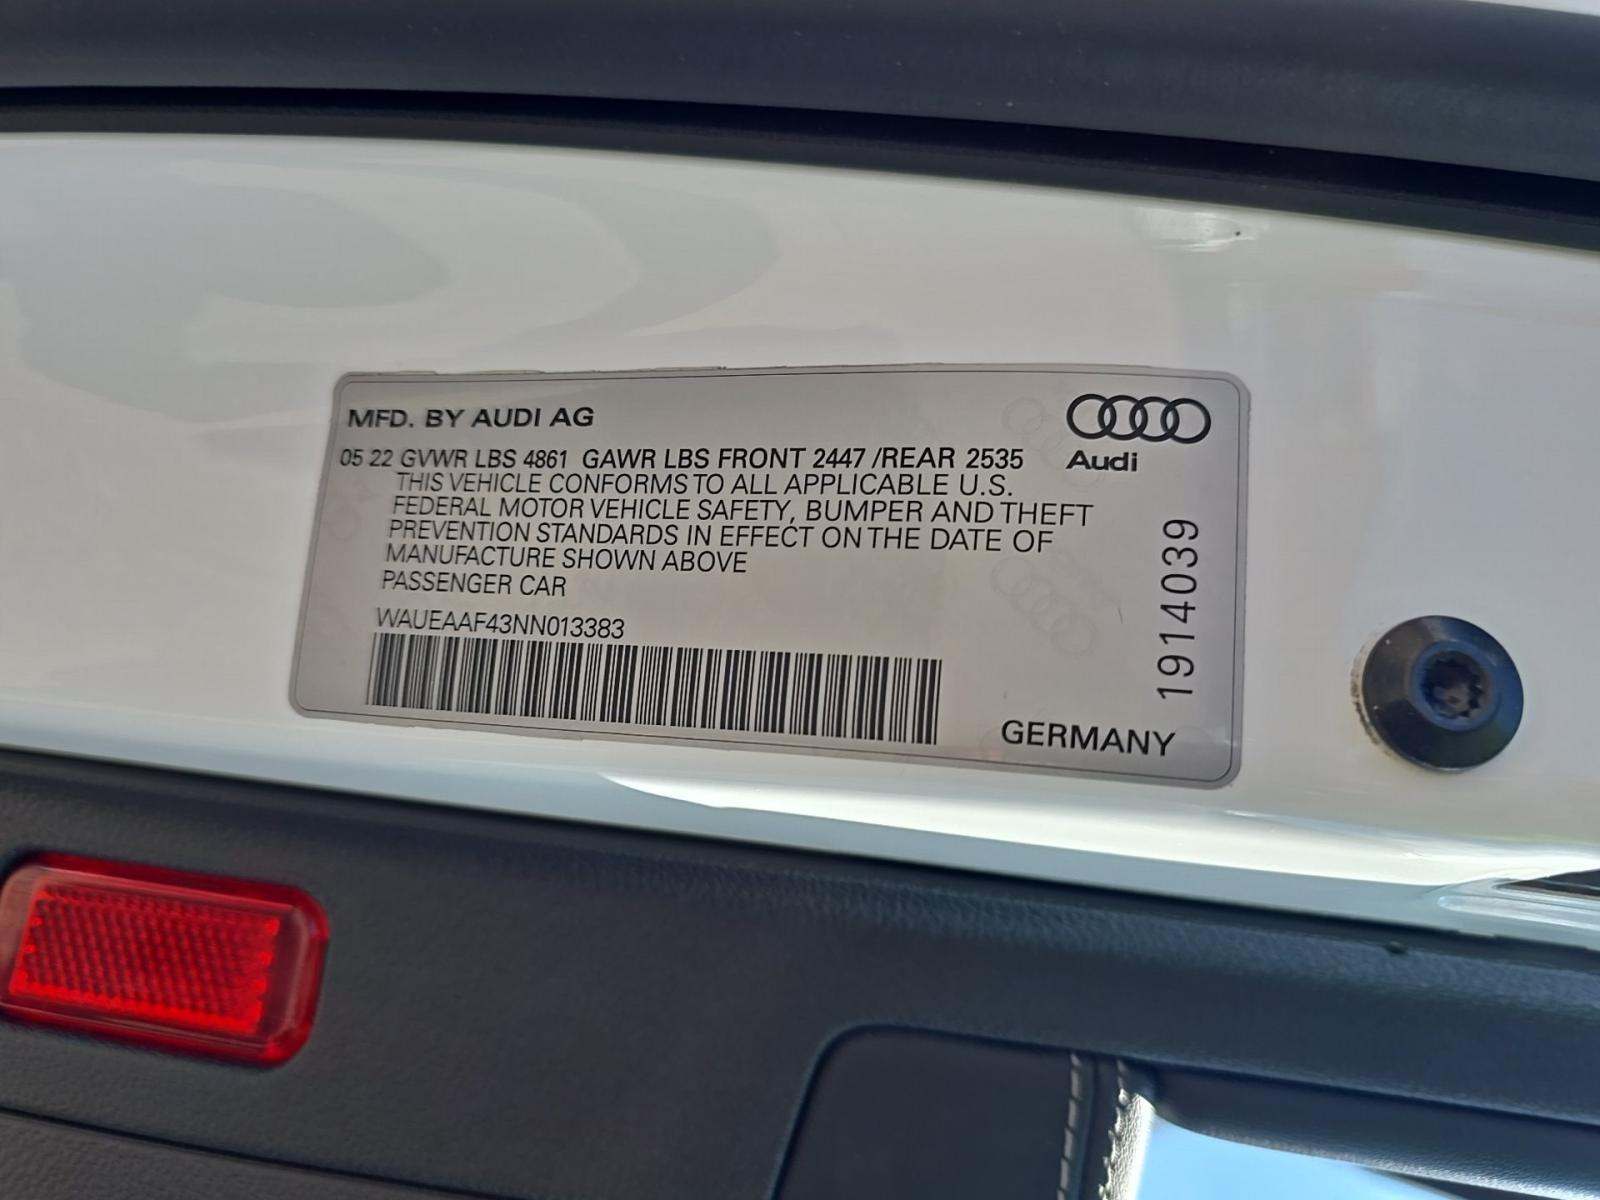 MFD. BY AUDI AG
Audi
05 22 GVWR LBS 4861 GAWR LBS FRONT 2447 /REAR 2535
THIS VEHICLE CONFORMS TO ALL APPLICABLE U.S.
FEDERAL MOTOR VEHICLE SAFETY, BUMPER AND THEFT
PREVENTION STANDARDS IN EFFECT ON THE DATE OF
MANUFACTURE SHOWN ABOVE
PASSENGER CAR
WAUEAAF43NN013383
1914039
GERMANY